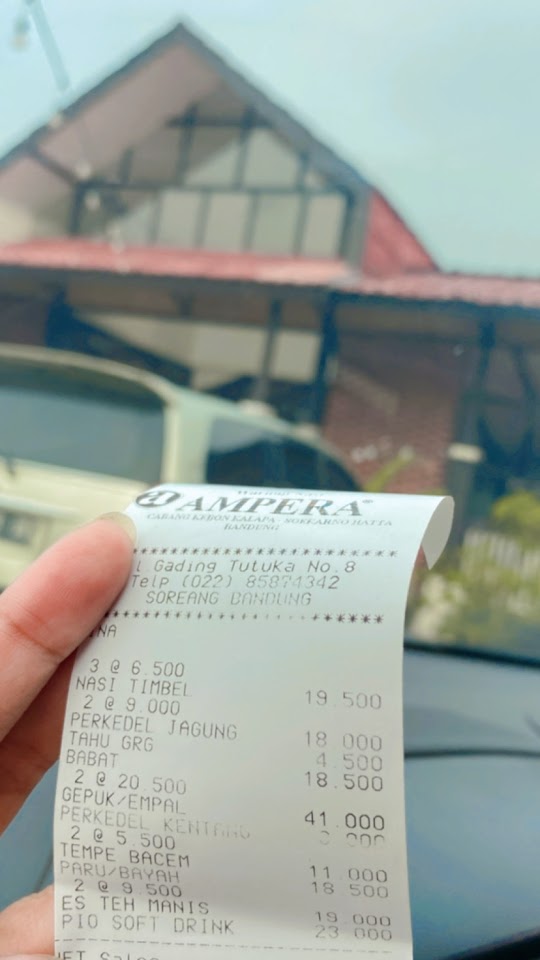 AMPERA
CABANG KEBON KALAPA - SOEKARNO HATTA
BANDUNG
l.Gading Tutuka No.8
Telp (022) 85874342
SOREANG BANDUNG
NA
3 @ 6.500
NASI TIMBEL 19.500
2 @ 9.000
PERKEDEL JAGUNG 18 000
TAHU GRG 4.500
BABAT 18.500
2 @ 20.500
GEPUK/EMPAL 41.000
PERKEDEL KENTANG
2 @ 5.500
TEMPE BACEM 11.000
PARU/BAYAH 18 500
2 @ 9.500
ES TEH MANIS 19.000
PIO SOFT DRINK 23 000